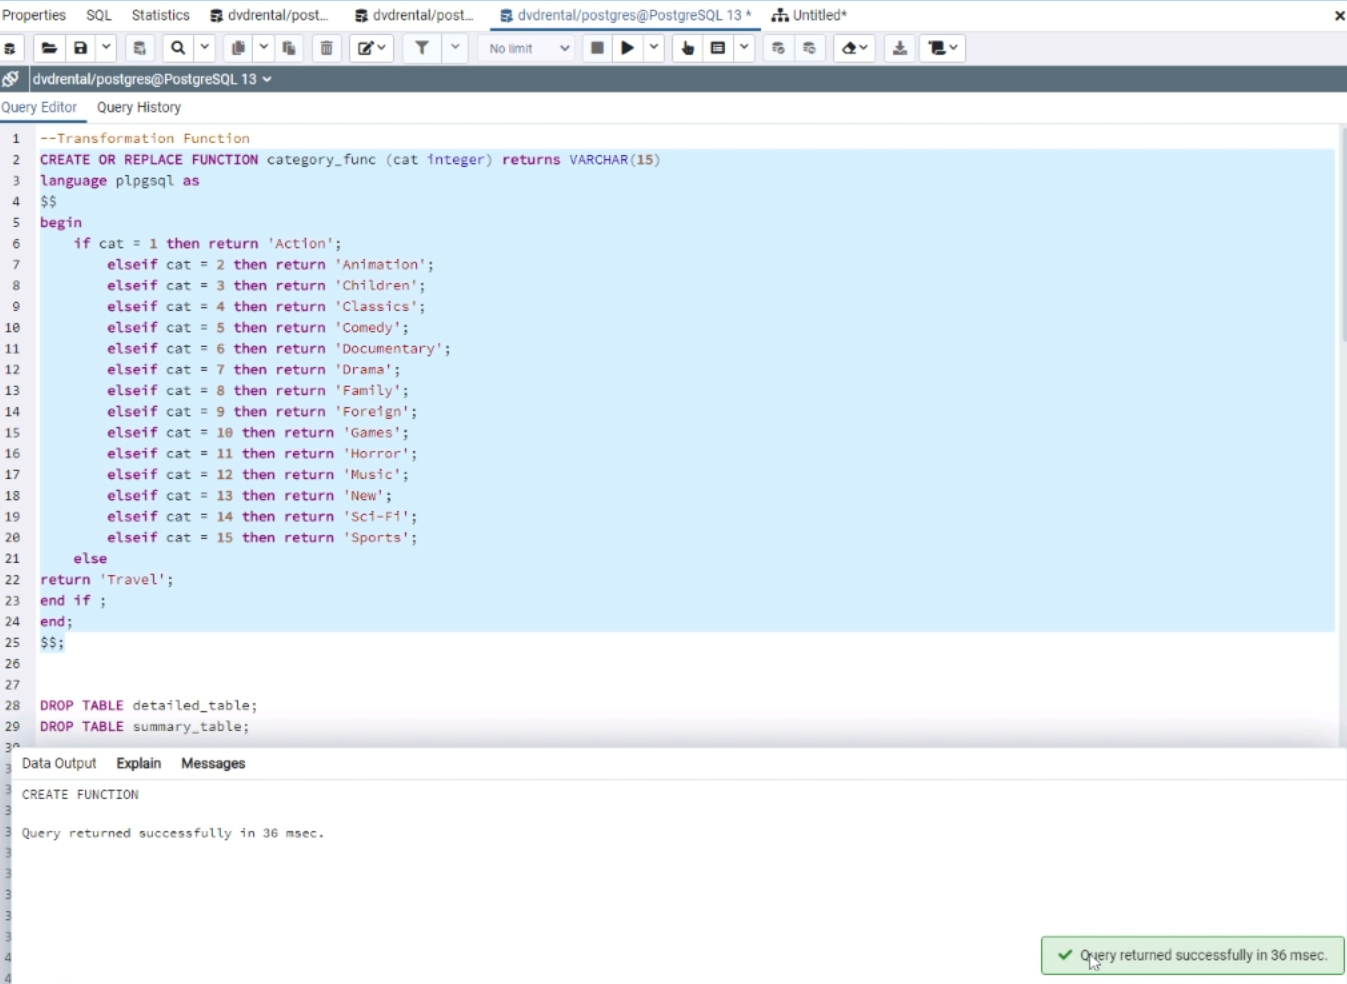 Properties SQL Statistics dvdrental/post... dvdrental/post... dvdrental/postgres@PostgreSQL 13 * Untitled*
No limit
dvdrental/postgres@PostgreSQL 13
Query Editor Query History
1 --Transformation Function
2 CREATE OR REPLACE FUNCTION category_func (cat integer) returns VARCHAR(15)
3 language plpgsql as
4 $$
5 begin
6 if cat = 1 then return 'Action';
7 elseif cat = 2 then return 'Animation';
8 elseif cat = 3 then return 'Children';
9 elseif cat = 4 then return 'Classics';
10 elseif cat = 5 then return 'Comedy';
11 elseif cat = 6 then return 'Documentary';
12 elseif cat = 7 then return 'Drama';
13 elseif cat = 8 then return 'Family';
14 elseif cat = 9 then return 'Foreign';
15 elseif cat = 10 then return 'Games';
16 elseif cat = 11 then return 'Horror';
17 elseif cat = 12 then return 'Music';
18 elseif cat = 13 then return 'New';
19 elseif cat = 14 then return 'Sci-Fi';
20 elseif cat = 15 then return 'Sports';
21 else
22 return 'Travel';
23 end if ;
24 end;
25 $$;
26
27
28 DROP TABLE detailed_table;
29 DROP TABLE summary_table;
Data Output Explain Messages
CREATE FUNCTION
Query returned successfully in 36 msec.
Query returned successfully in 36 msec.